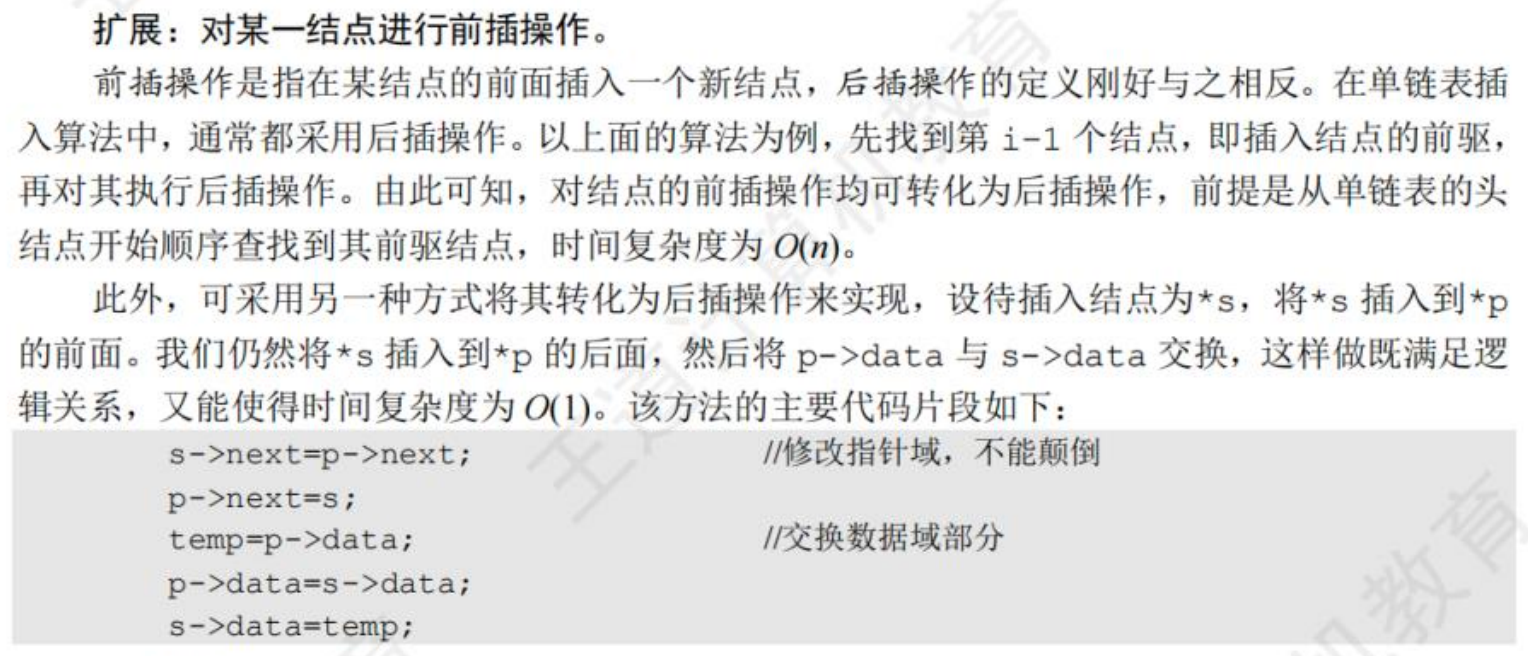 扩展：对某一结点进行前插操作。
前插操作是指在某结点的前面插入一个新结点，后插操作的定义刚好与之相反。在单链表插
入算法中，通常都采用后插操作。以上面的算法为例，先找到第 i-1 个结点，即插入结点的前驱，
再对其执行后插操作。由此可知，对结点的前插操作均可转化为后插操作，前提是从单链表的头
结点开始顺序查找到其前驱结点，时间复杂度为 O(n)。
此外，可采用另一种方式将其转化为后插操作来实现，设待插入结点为*s，将*s 插入到*p
的前面。我们仍然将*s 插入到*p 的后面，然后将 p->data 与 s->data 交换，这样做既满足逻
辑关系，又能使得时间复杂度为 O(1)。该方法的主要代码片段如下：
s->next=p->next; //修改指针域，不能颠倒
p->next=s;
temp=p->data; //交换数据域部分
p->data=s->data;
s->data=temp;